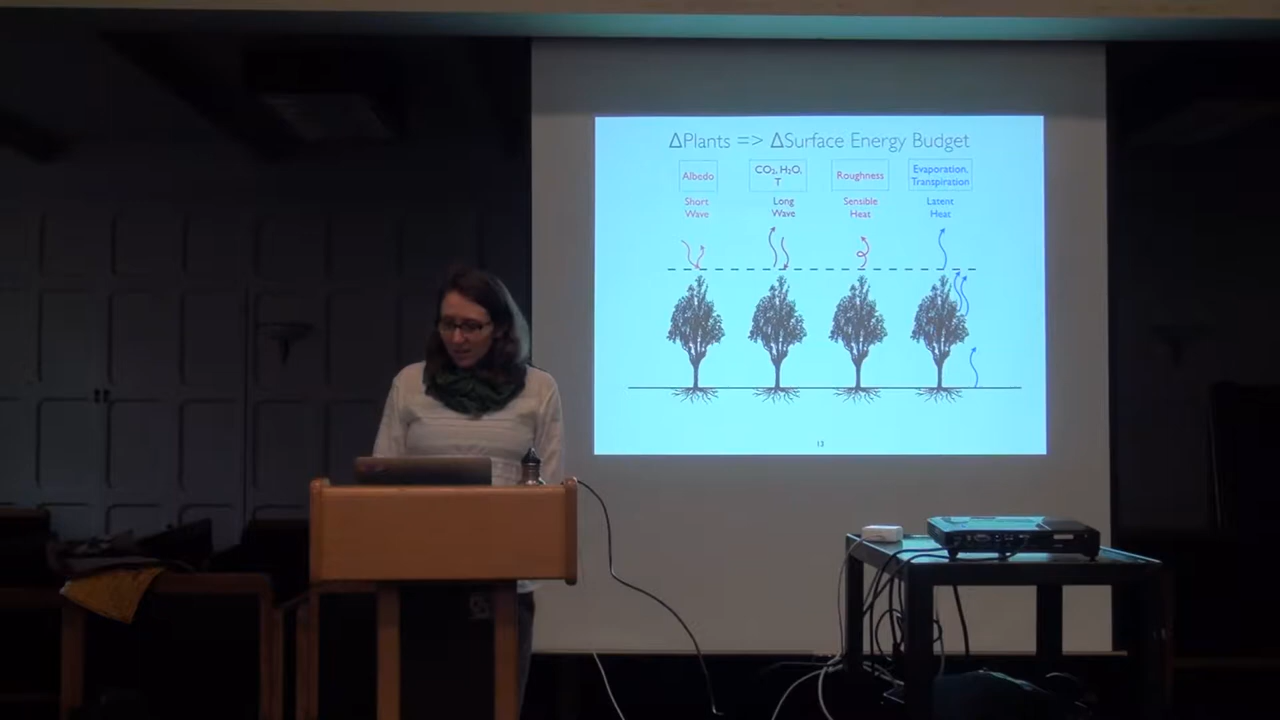 ΔPlants => ΔSurface Energy Budget
Albedo
CO₂, H₂O,
T
Roughness
Evaporation,
Transpiration
Short
Wave
Long
Wave
Sensible
Heat
Latent
Heat
13